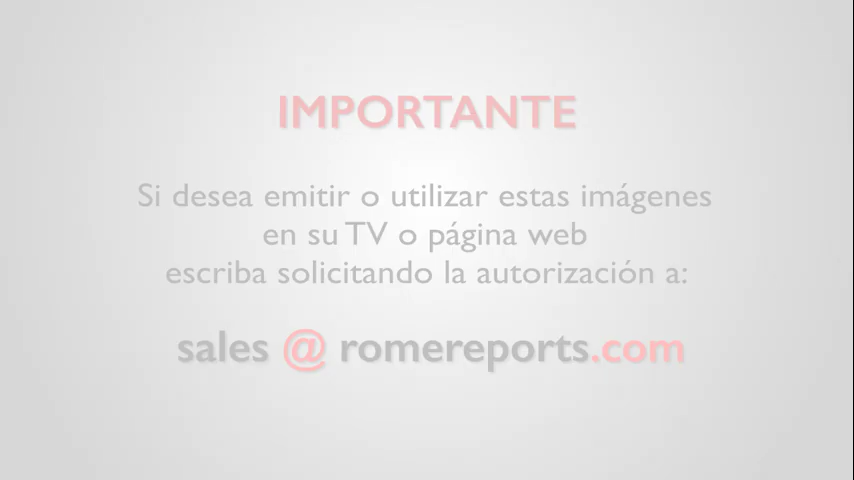 IMPORTANTE
Si desea emitir o utilizar estas imágenes
en su TV o página web
escriba solicitando la autorización a:
sales @ romereports.com